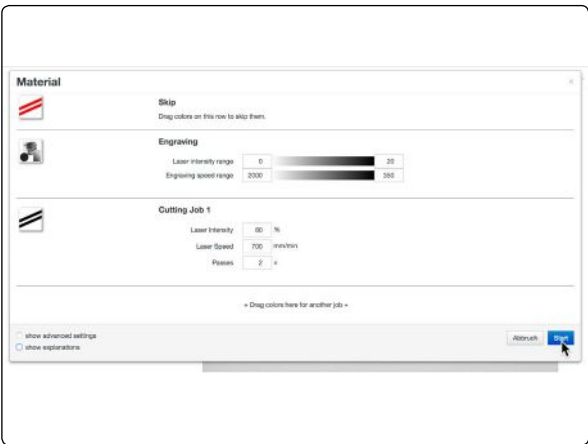 Material
×
Skip
Drag colors on this row to skip them.
Engraving
Laser intensity range 0 20
Engraving speed range 2000 350
Cutting Job 1
Laser Intensity 80 %
Laser Speed 700 mm/min
Passes 2 x
+ Drag colors here for another job +
show advanced settings
show explanations
Abbruch Start